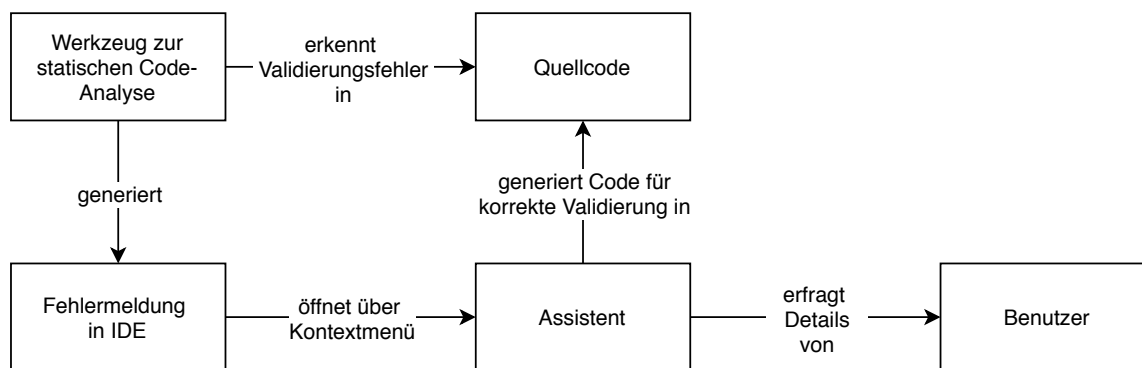 Werkzeug zur
statischen Code-
Analyse
erkennt
Validierungsfehler
in
Quellcode
generiert
generiert Code für
korrekte Validierung in
Fehlermeldung
in IDE
öffnet über
Kontextmenü
Assistent
erfragt
Details
von
Benutzer